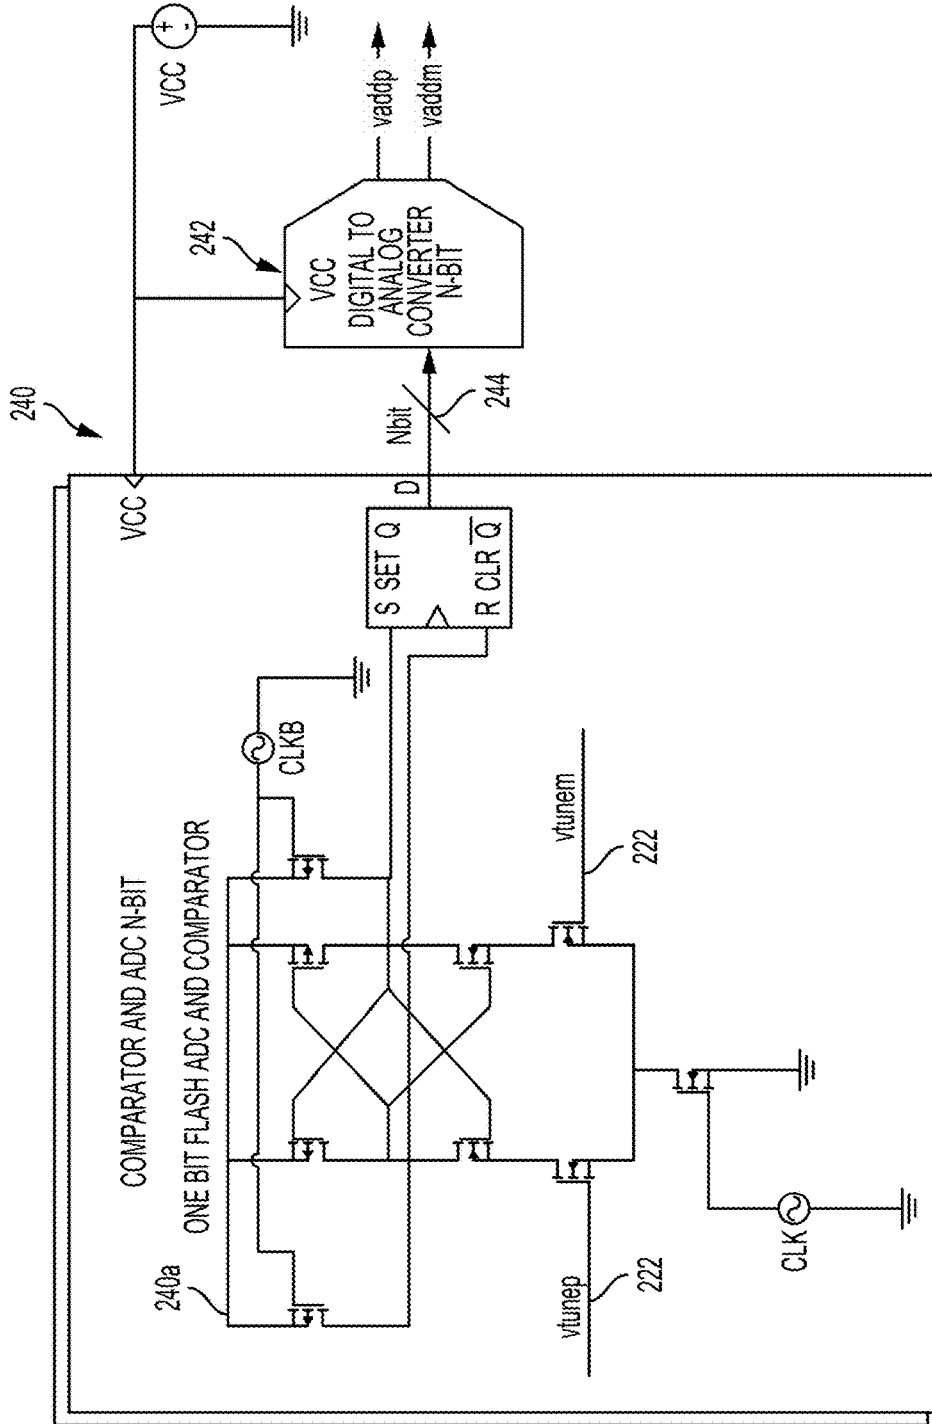 240
VCC
VCC
242
VCC
DIGITAL TO
ANALOG
CONVERTER
N-BIT
vaddp
vaddm
Nbit
244
COMPARATOR AND ADC N-BIT
ONE BIT FLASH ADC AND COMPARATOR
240a
CLKB
S SET Q
R CLR Q̅
D
vtunep
222
vtunem
222
CLK
+
-